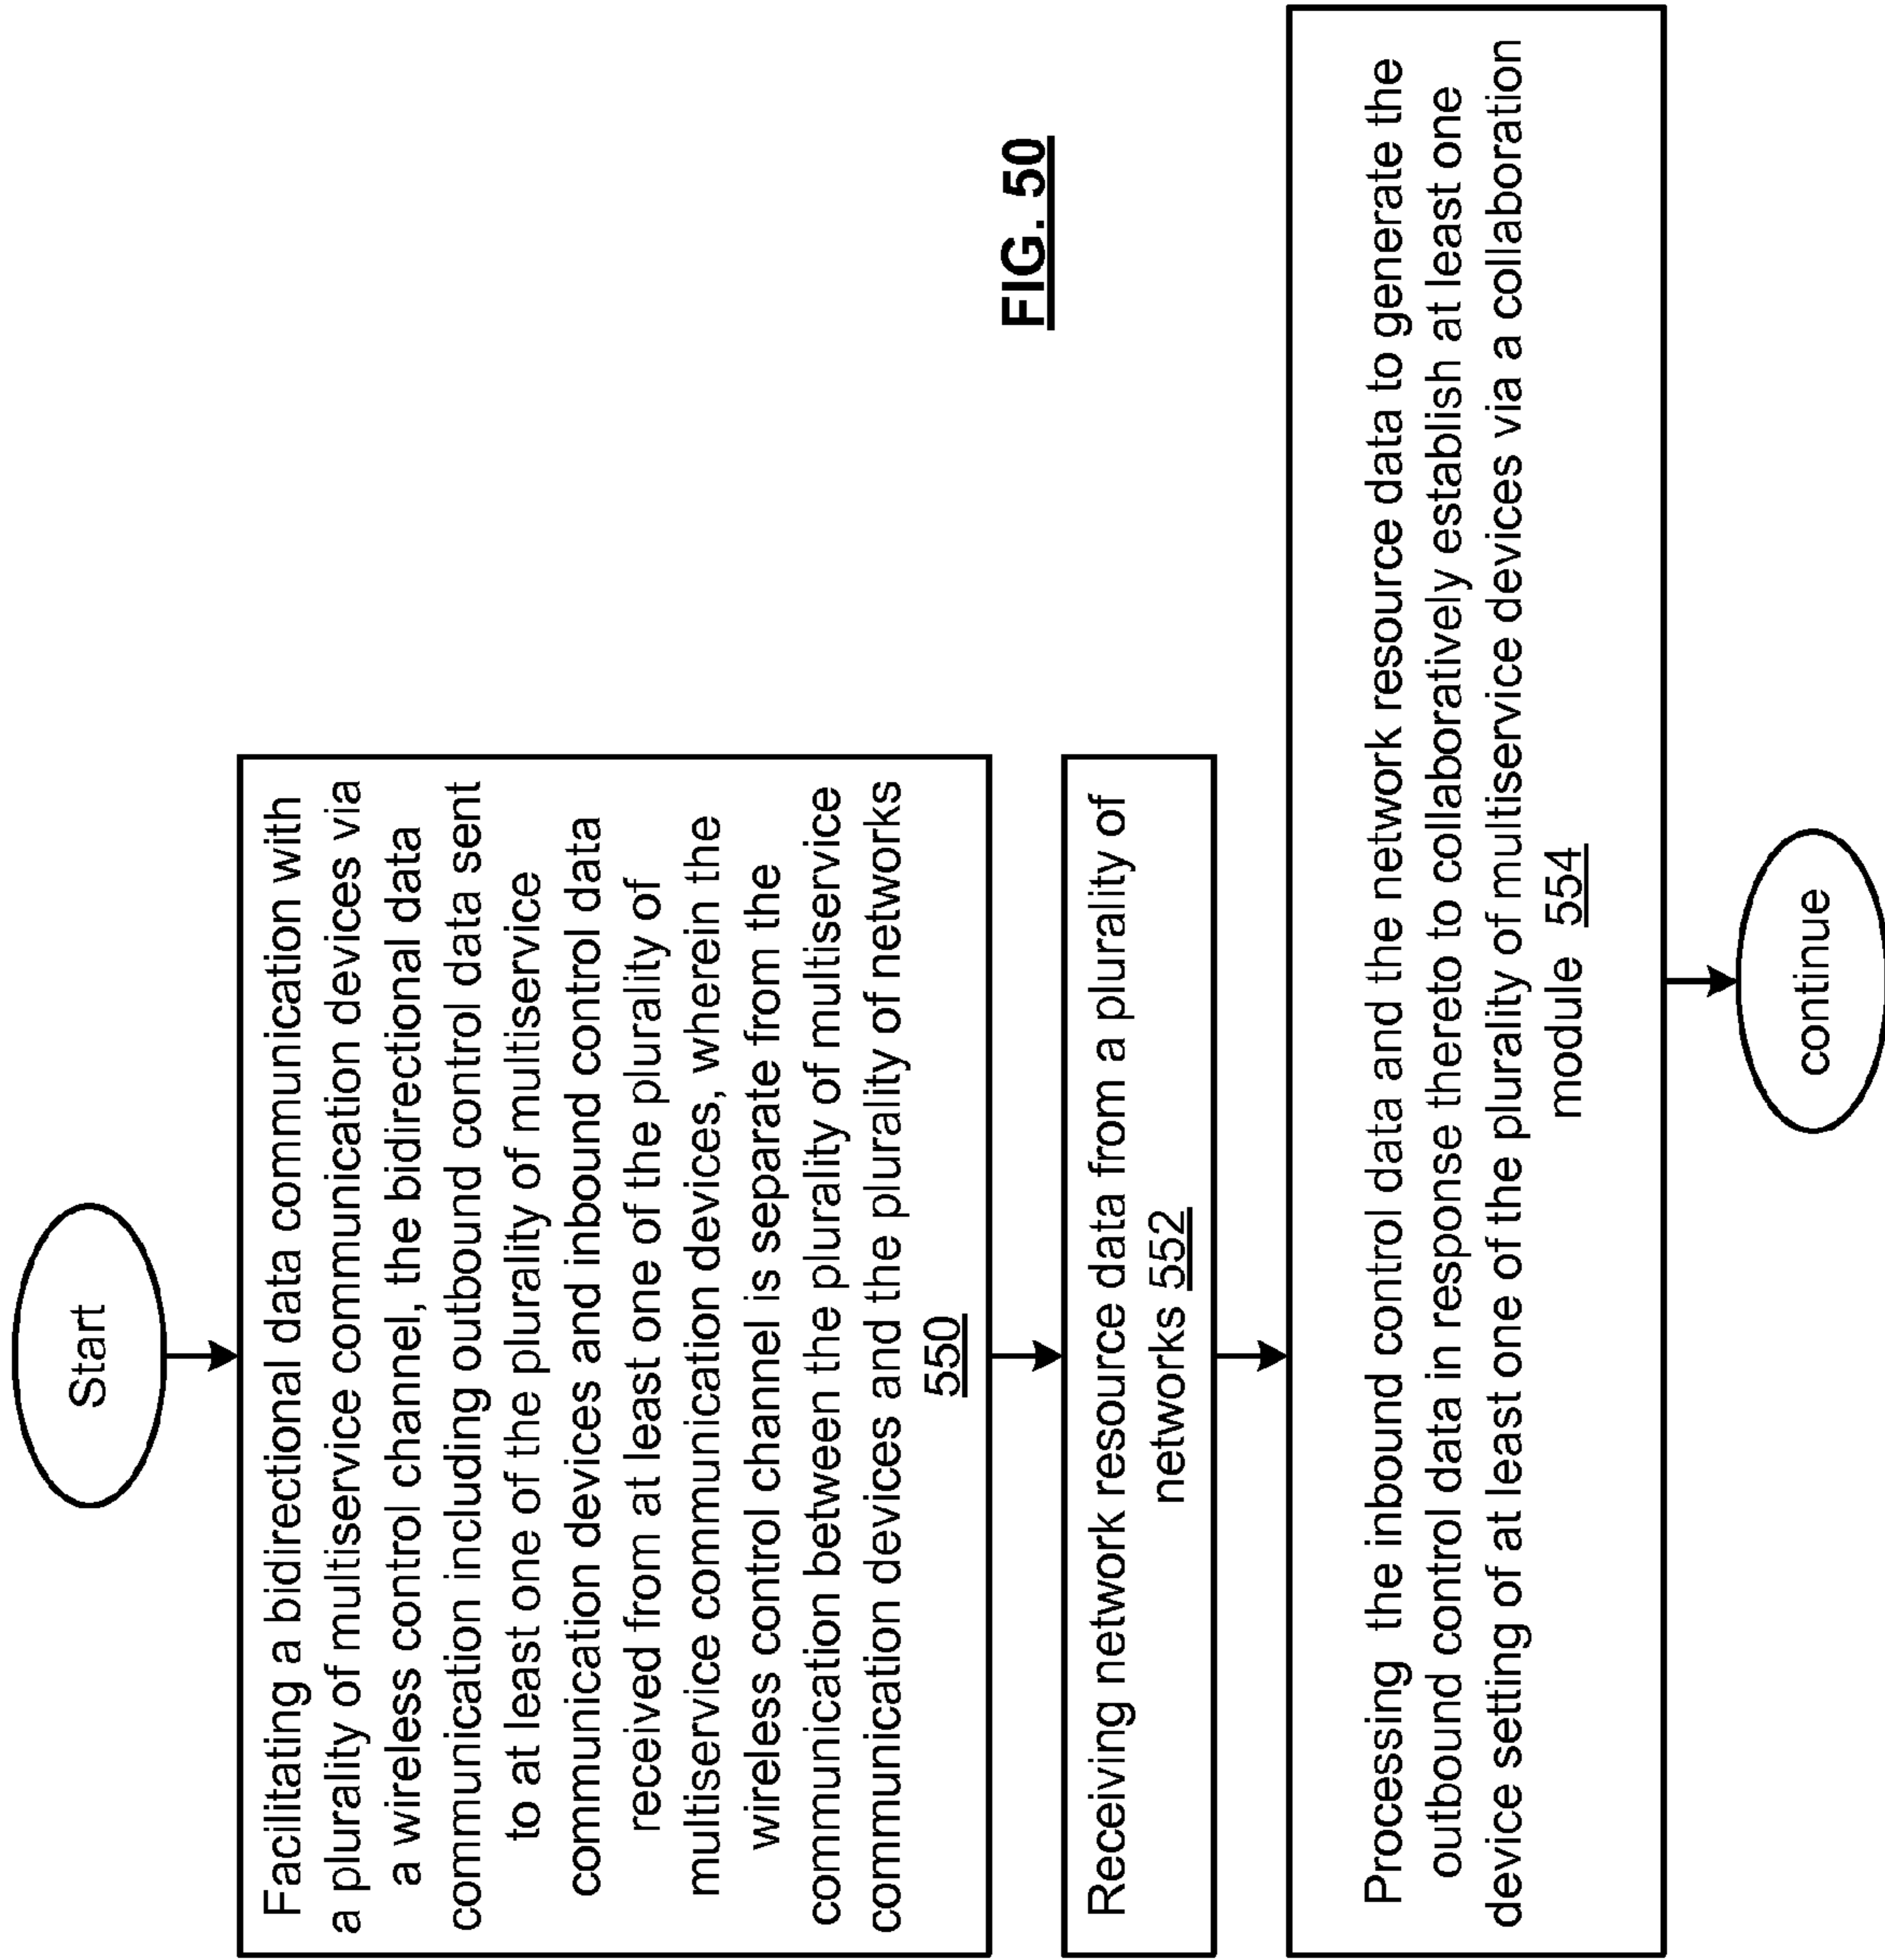 Start
Facilitating a bidirectional data communication with
a plurality of multiservice communication devices via
a wireless control channel, the bidirectional data
communication including outbound control data sent
to at least one of the plurality of multiservice
communication devices and inbound control data
received from at least one of the plurality of
multiservice communication devices, wherein the
wireless control channel is separate from the
communication between the plurality of multiservice
communication devices and the plurality of networks
550
Receiving network resource data from a plurality of
networks 552
Processing the inbound control data and the network resource data to generate the
outbound control data in response thereto to collaboratively establish at least one
device setting of at least one of the plurality of multiservice devices via a collaboration
module 554
continue
FIG. 50